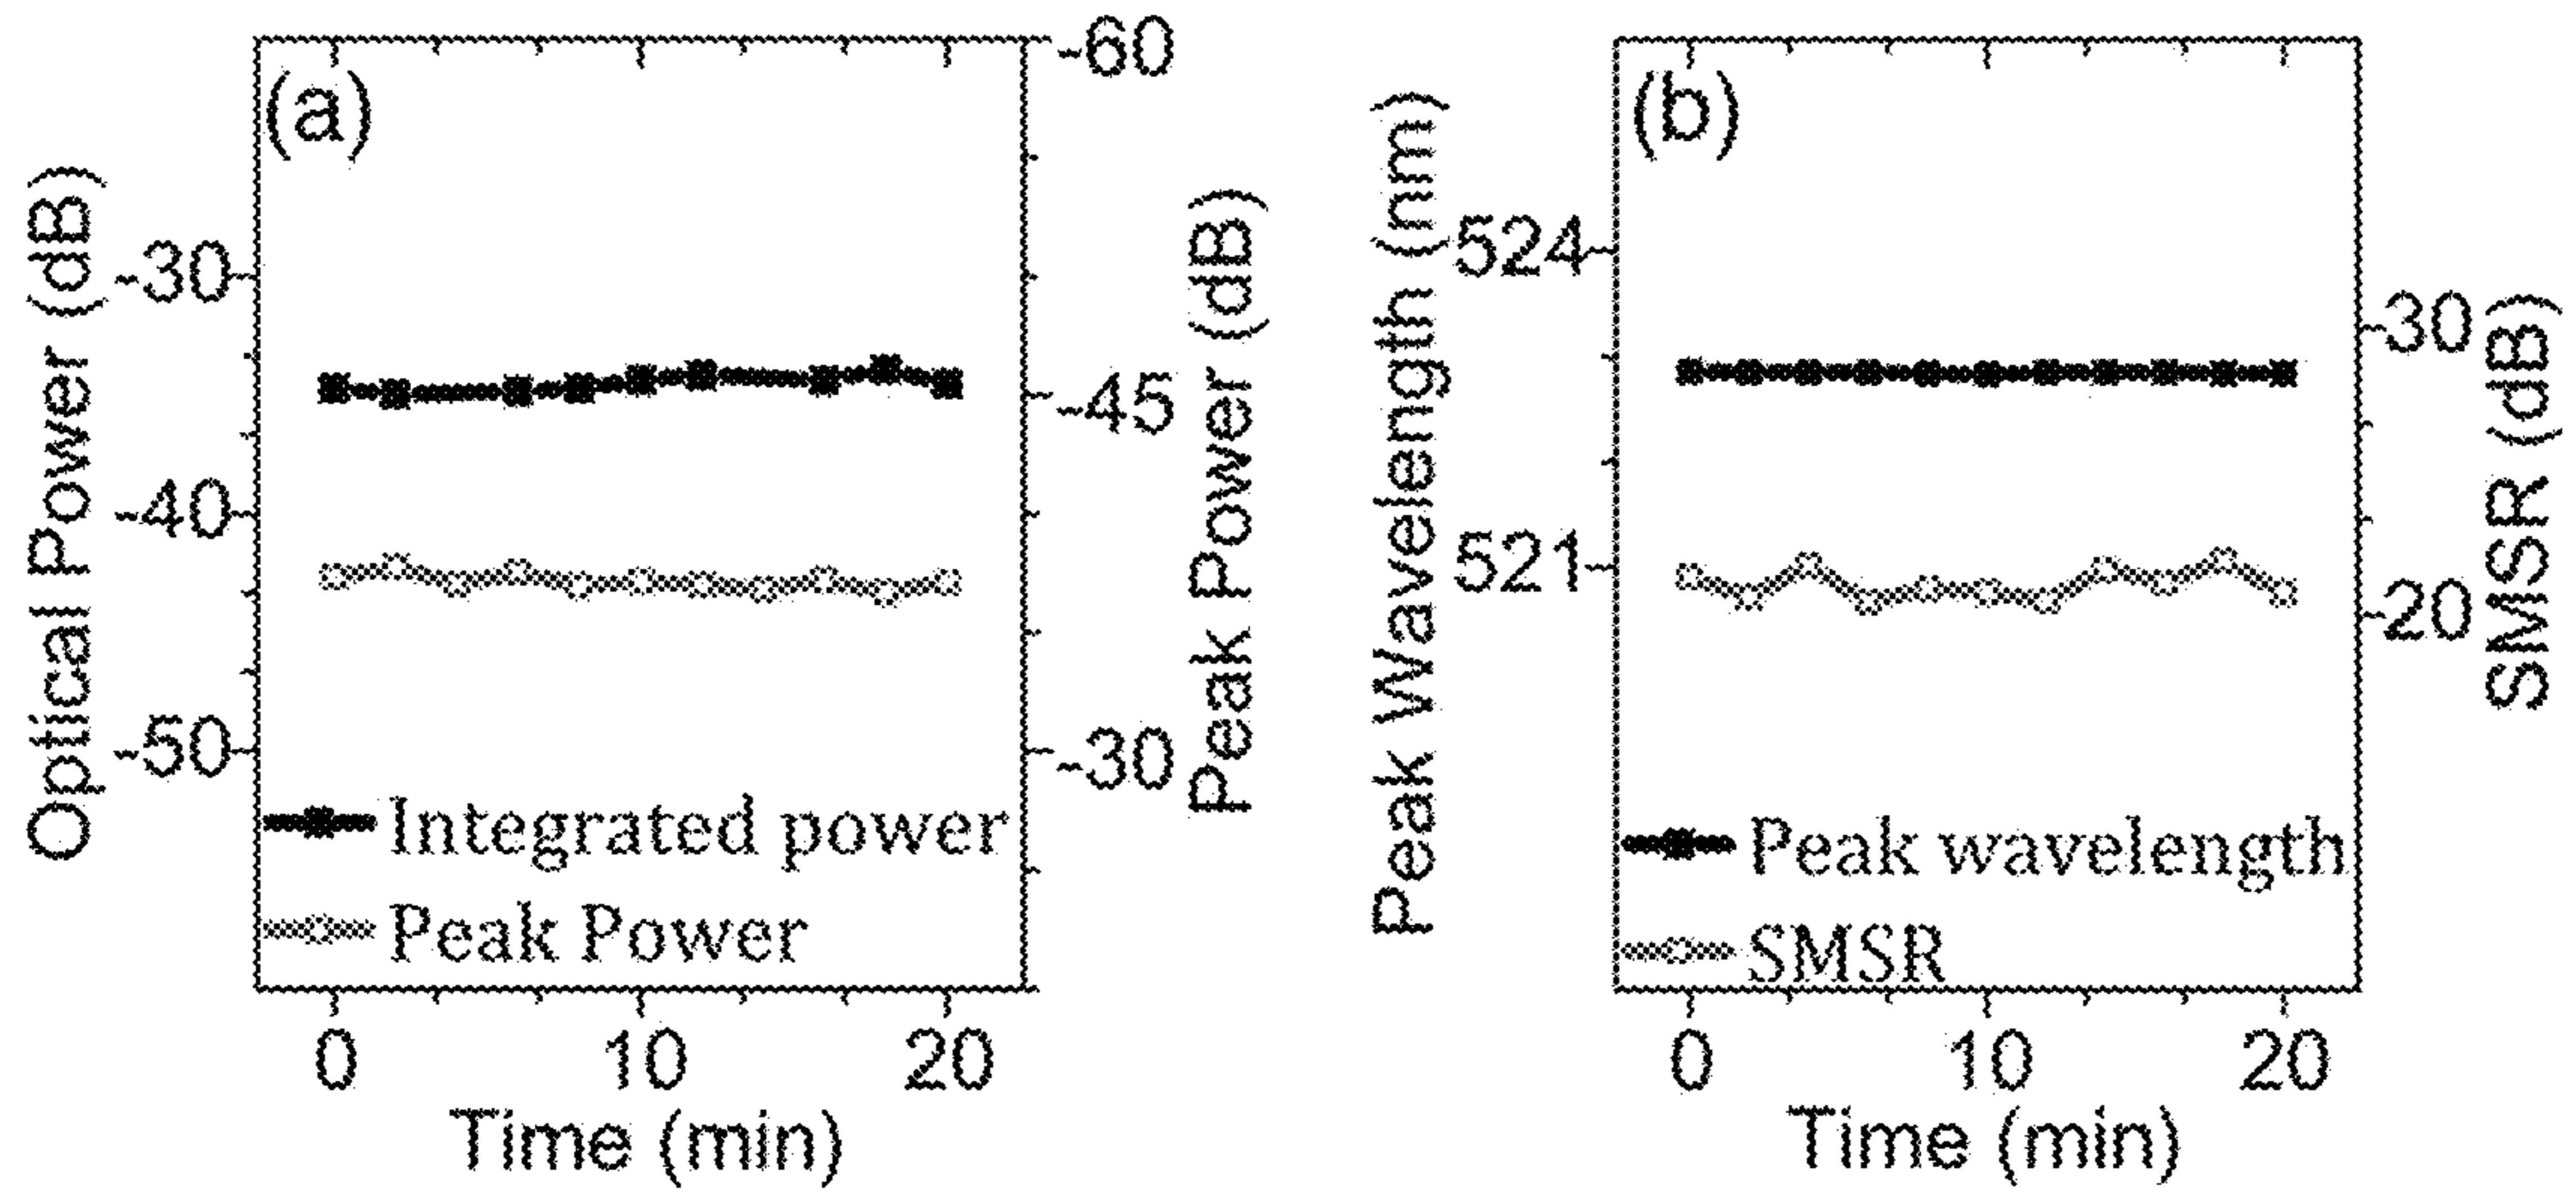 (a)
Optical Power (dB)
-30
-40
-50
-60
-45
-30
Peak Power (dB)
Integrated power
Peak Power
0 10 20
Time (min)
(b)
Peak Wavelength (nm)
524
521
30
20
SMSR (dB)
Peak wavelength
SMSR
0 10 20
Time (min)